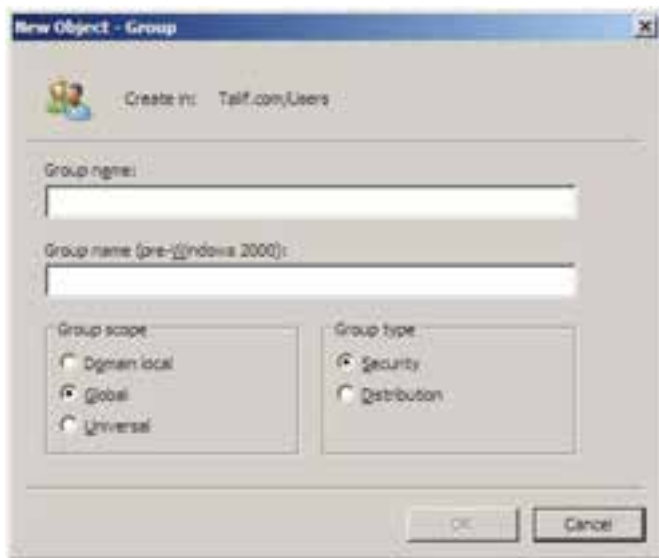 New Object - Group
Create in: Talif.com/Users
Group name:
Group name (pre-Windows 2000):
Group scope
Domain local
Global
Universal
Group type
Security
Distribution
OK
Cancel